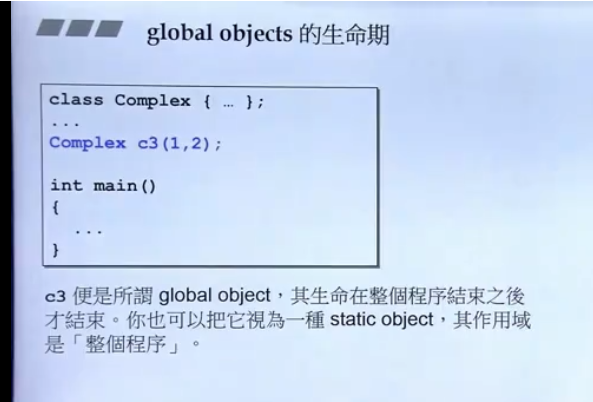 global objects 的生命期
class Complex { … };
...
Complex c3(1,2);
int main()
{
...
}
c3 便是所謂 global object，其生命在整個程序結束之後
才結束。你也可以把它視為一種 static object，其作用域
是「整個程序」。